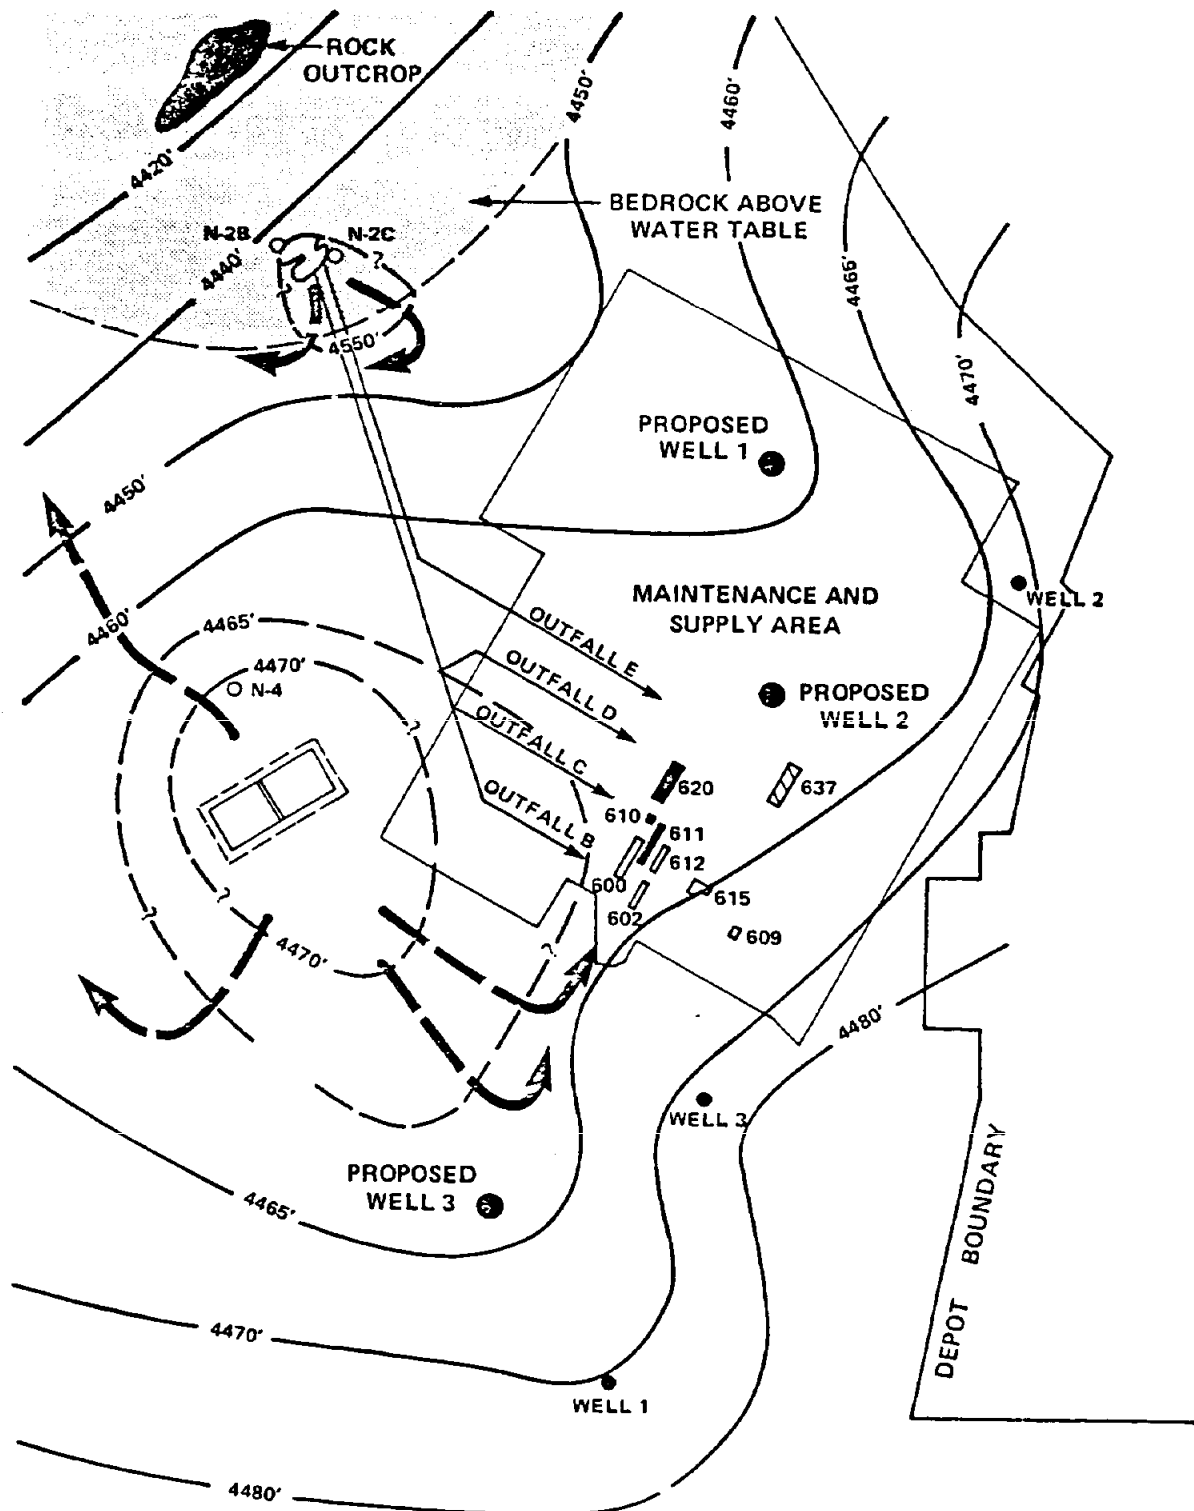 ROCK
OUTCROP
4420'
4450'
4460'
BEDROCK ABOVE
WATER TABLE
N-2B
N-2C
?
4440'
4466'
4550'
4470'
PROPOSED
WELL 1
4450'
WELL 2
MAINTENANCE AND
SUPPLY AREA
4460'
4465'
OUTFALL E
4470'
N-4
OUTFALL D
PROPOSED
WELL 2
?
OUTFALL C
620
637
OUTFALL B
610
611
612
600
615
602
609
?
?
4470'
?
4480'
WELL 3
PROPOSED
WELL 3
4465'
DEPOT BOUNDARY
4470'
WELL 1
4480'